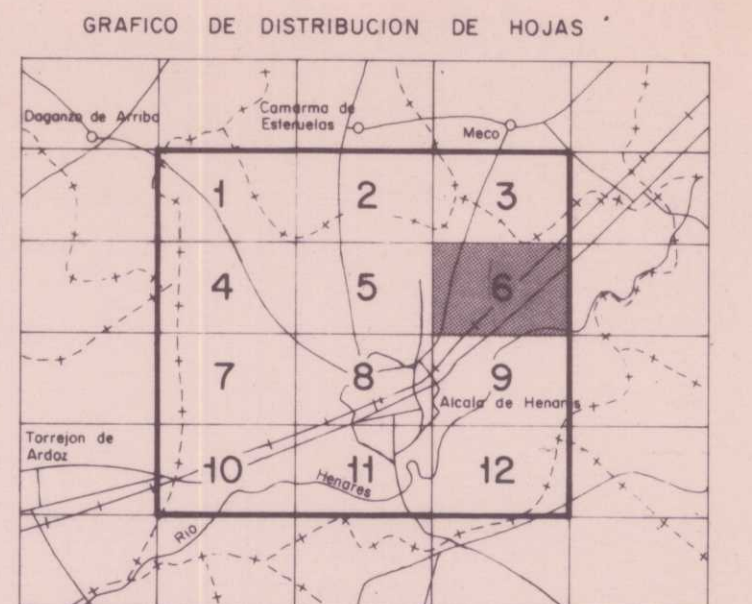 GRAFICO DE DISTRIBUCION DE HOJAS
Daganzo de Arriba
Camarma de
Esteruelas
Meco
1
2
3
4
5
6
7
8
9
Alcala de Henares
Torrejon de
Ardoz
10
11
12
Henares
Rio